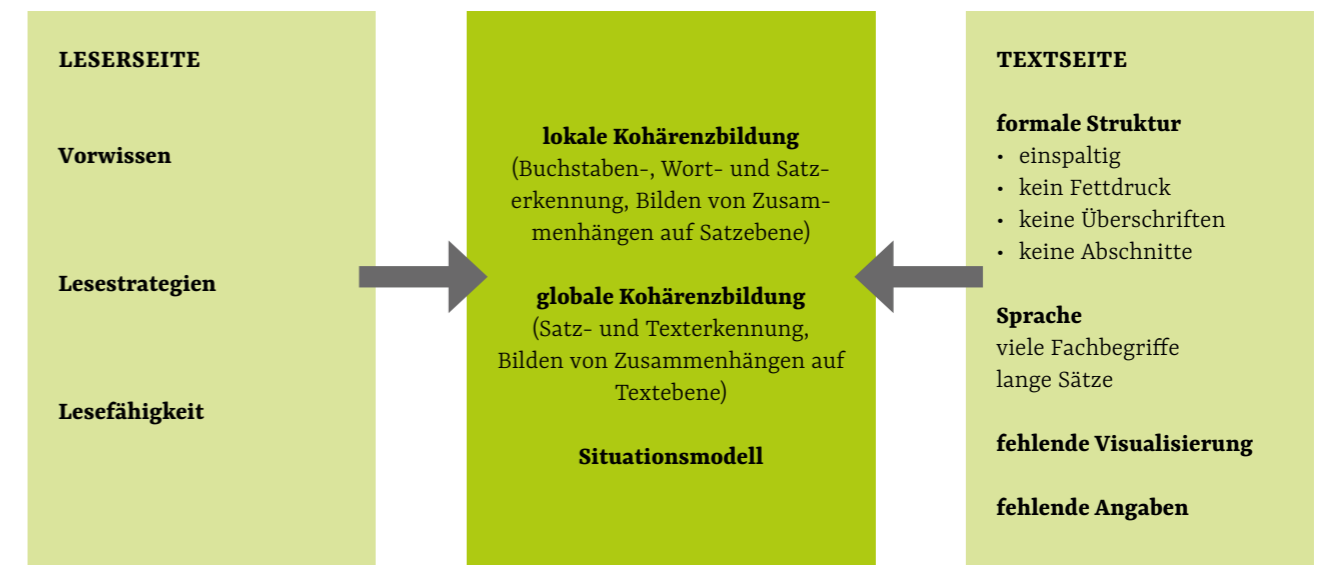 LESERSEITE
Vorwissen
Lesestrategien
Lesefähigkeit
lokale Kohärenzbildung
(Buchstaben-, Wort- und Satz-
erkennung, Bilden von Zusam-
menhängen auf Satzebene)
globale Kohärenzbildung
(Satz- und Texterkennung,
Bilden von Zusammenhängen auf
Textebene)
Situationsmodell
TEXTSEITE
formale Struktur
• einspaltig
• kein Fettdruck
• keine Überschriften
• keine Abschnitte
Sprache
viele Fachbegriffe
lange Sätze
fehlende Visualisierung
fehlende Angaben